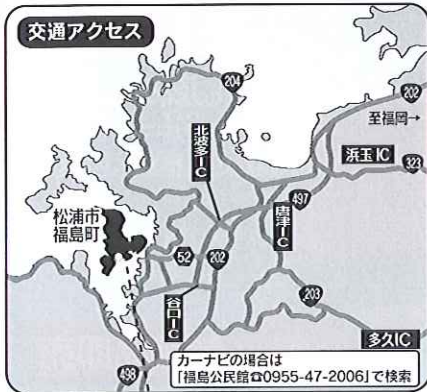 交通アクセス
204
202
至福岡→
北波多IC
浜玉IC
323
497
唐津IC
松浦市
福島町
52
202
谷口IC
203
多久IC
498
カーナビの場合は
「福島公民館☎0955-47-2006」で検索